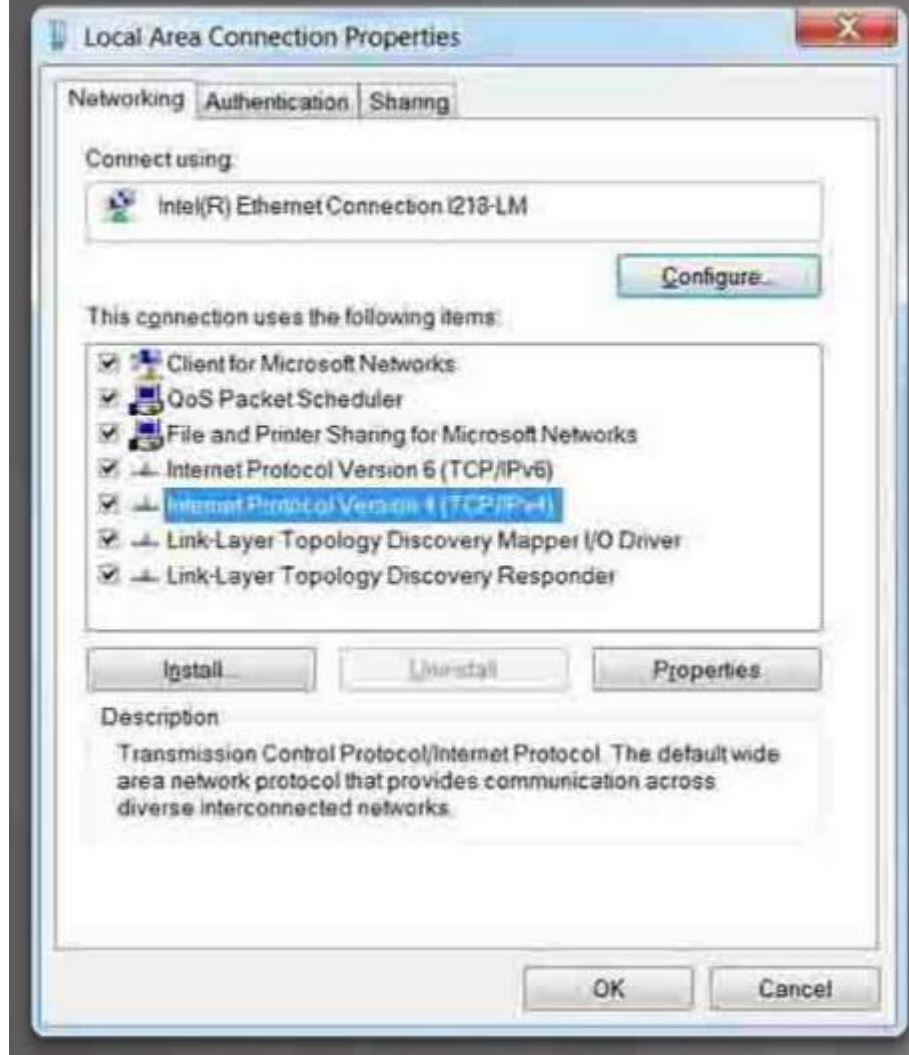 Local Area Connection Properties
Networking Authentication Sharing
Connect using:
Intel(R) Ethernet Connection I218-LM
Configure...
This connection uses the following items:
Client for Microsoft Networks
QoS Packet Scheduler
File and Printer Sharing for Microsoft Networks
Internet Protocol Version 6 (TCP/IPv6)
Internet Protocol Version 4 (TCP/IPv4)
Link-Layer Topology Discovery Mapper I/O Driver
Link-Layer Topology Discovery Responder
Install... Uninstall Properties
Description
Transmission Control Protocol/Internet Protocol. The default wide
area network protocol that provides communication across
diverse interconnected networks.
OK Cancel